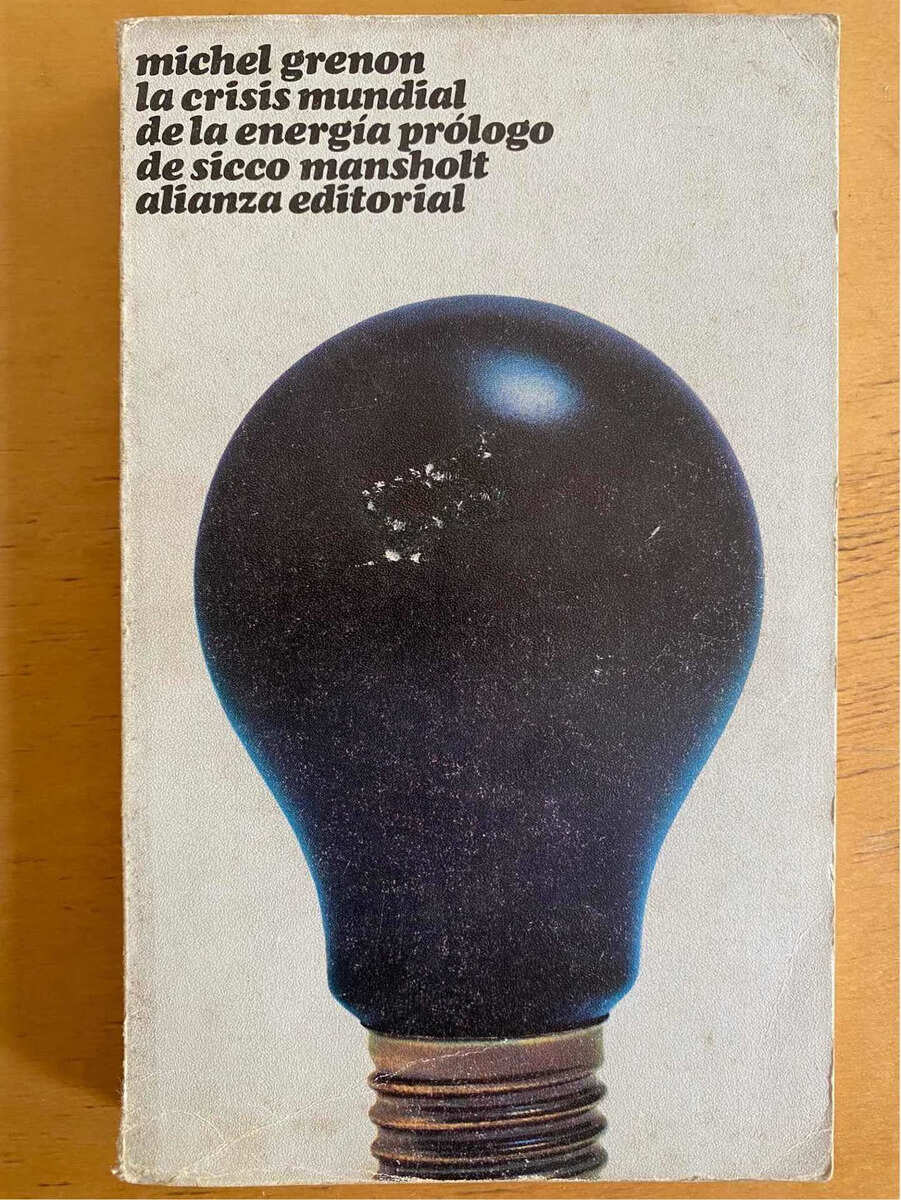 michel grenon
la crisis mundial
de la energía prólogo
de sicco mansholt
alianza editorial